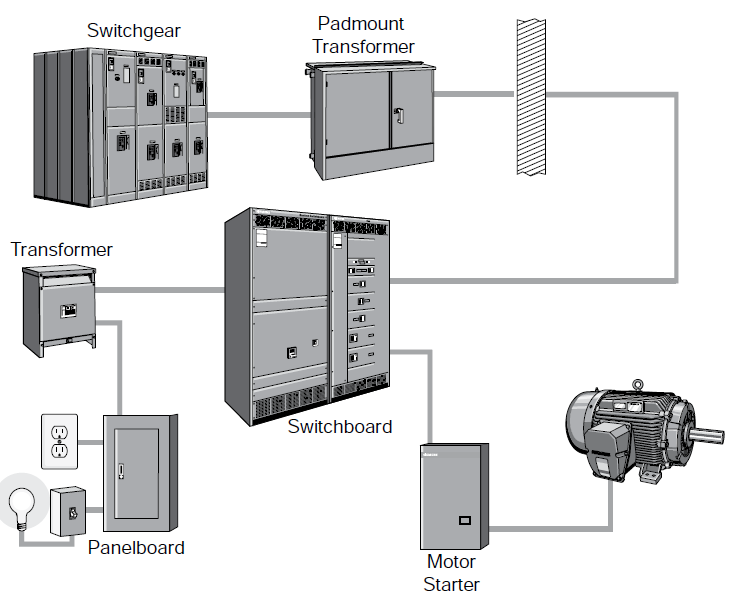 Switchgear
Padmount
Transformer
Transformer
Switchboard
Panelboard
Motor
Starter